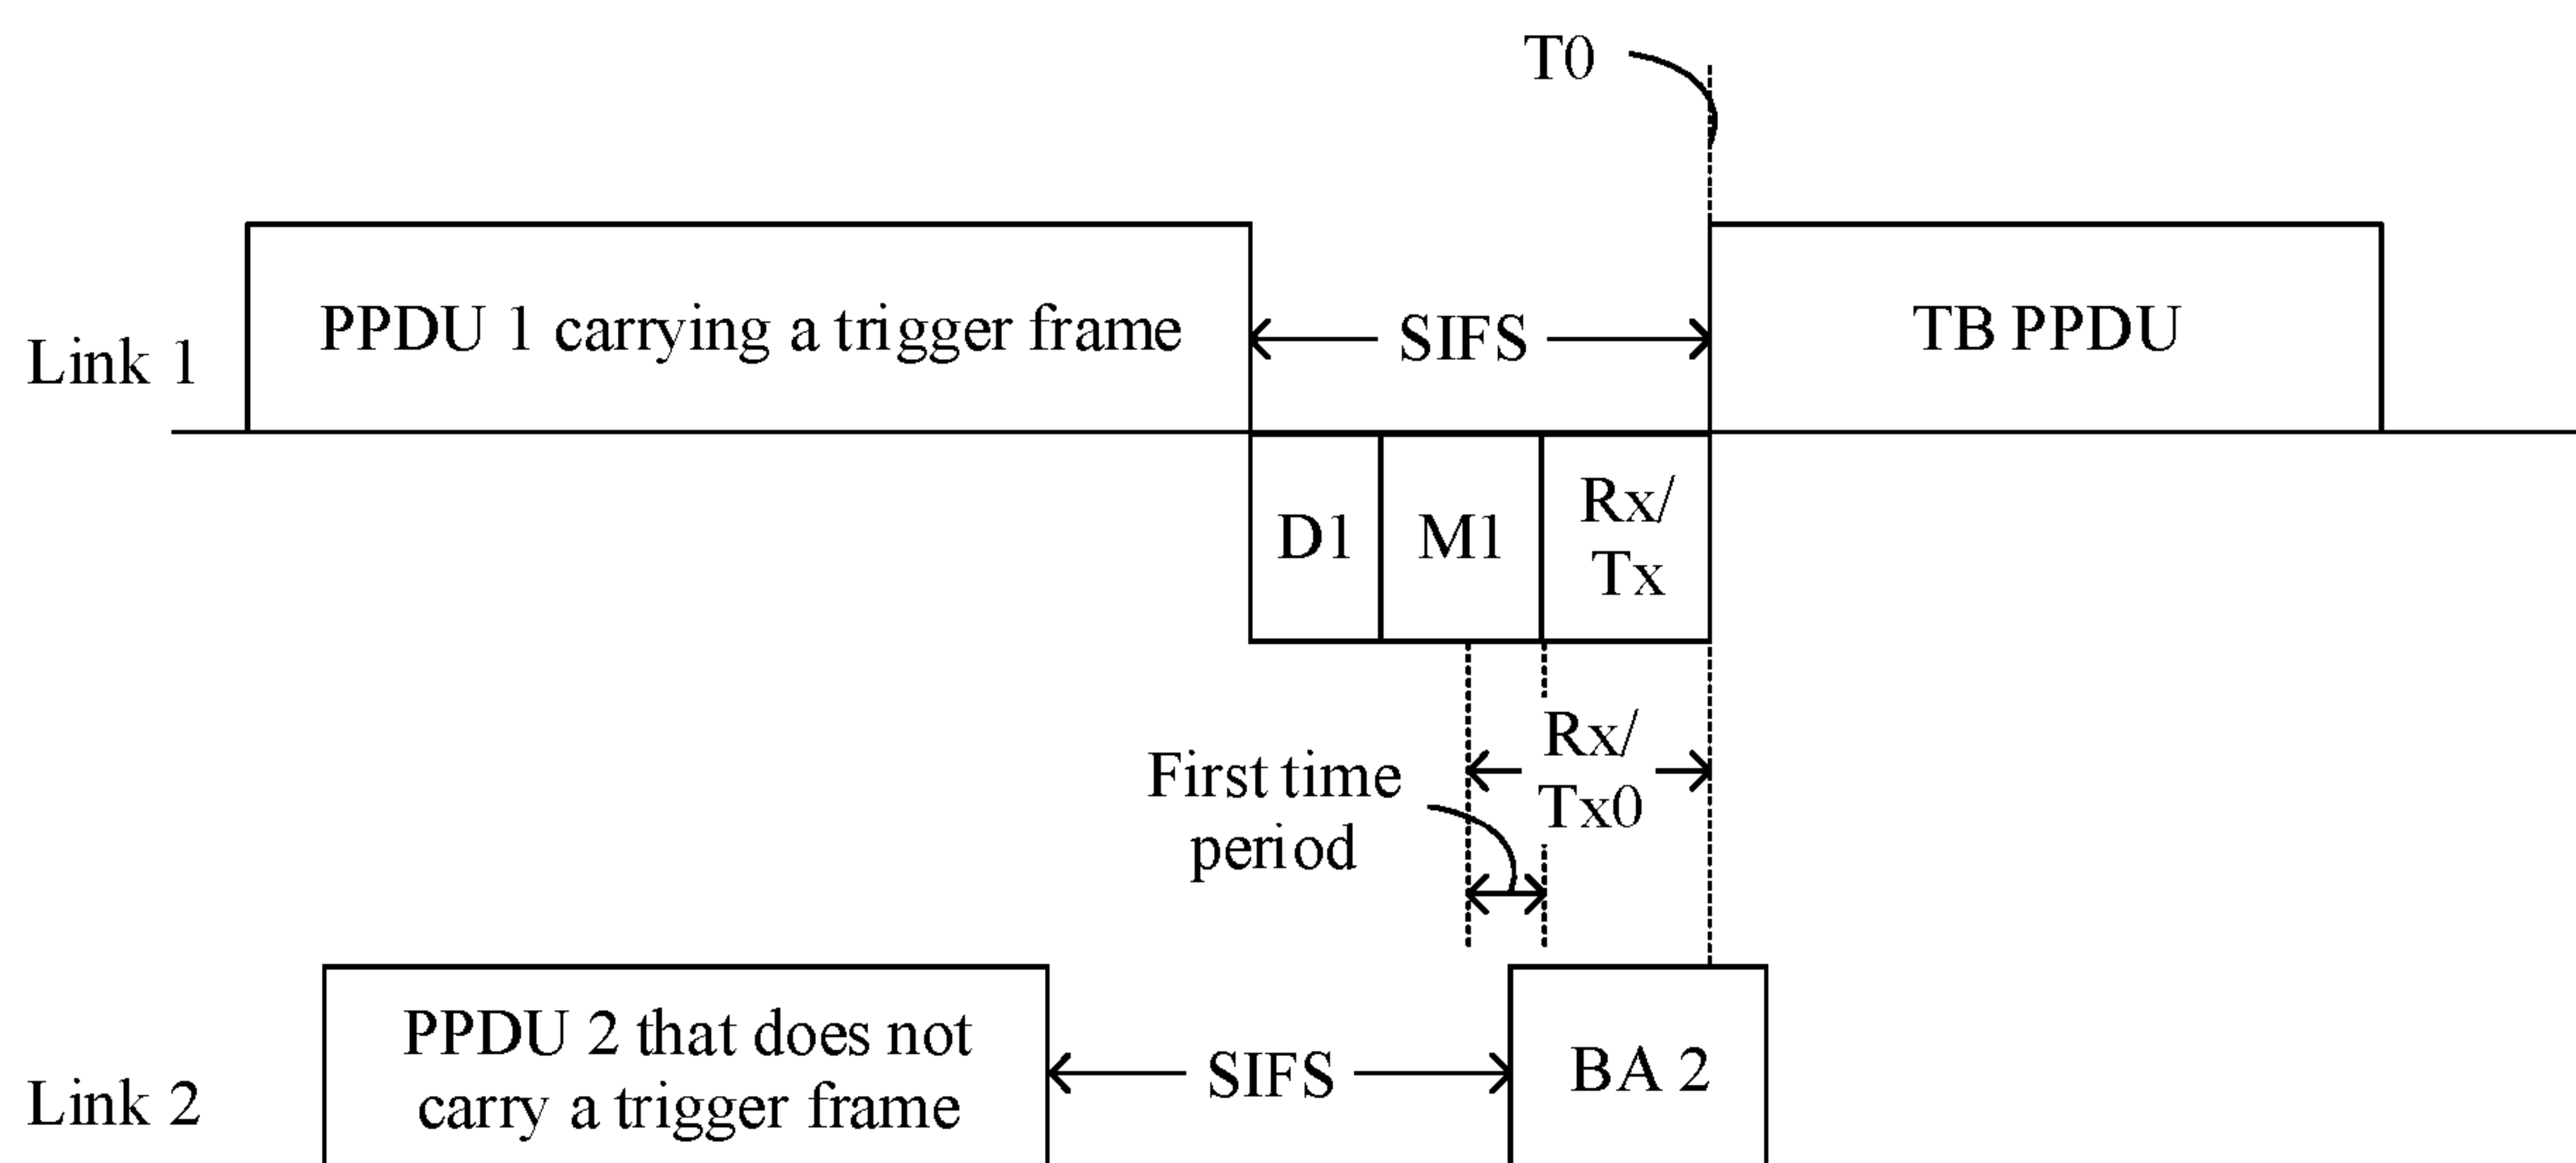 T0
Link 1
PPDU 1 carrying a trigger frame
SIFS
TB PPDU
D1
M1
Rx/
Tx
First time
period
Rx/
Tx0
Link 2
PPDU 2 that does not
carry a trigger frame
SIFS
BA 2